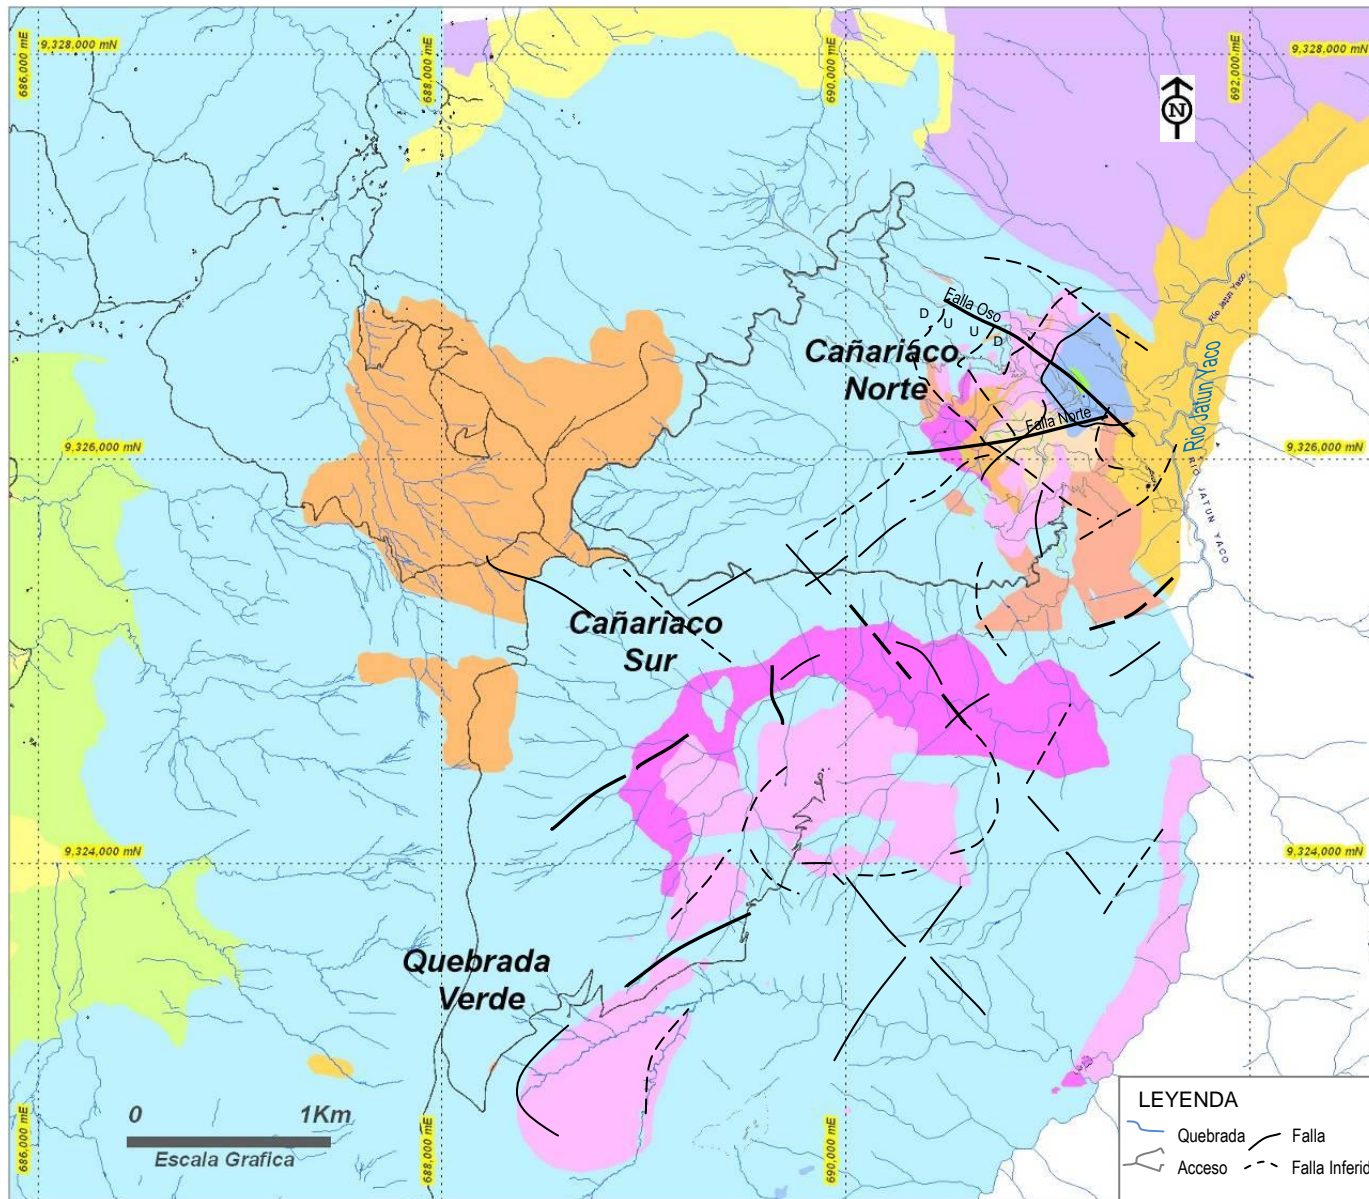 686,000 mE
9,328,000 mN
688,000 mE
690,000 mE
692,000 mE
9,328,000 mN
N
Río Jatun Yaco
Falla Oso
D
U
U
D
Cañariaco
Norte
Río Jatun Yaco
Falla Norte
9,326,000 mN
9,326,000 mN
RIO JATUN YACO
Cañariaco
Sur
9,324,000 mN
9,324,000 mN
Quebrada
Verde
0 1Km
Escala Grafica
686,000 mE
688,000 mE
690,000 mE
LEYENDA
Quebrada
Falla
Acceso
Falla Inferid